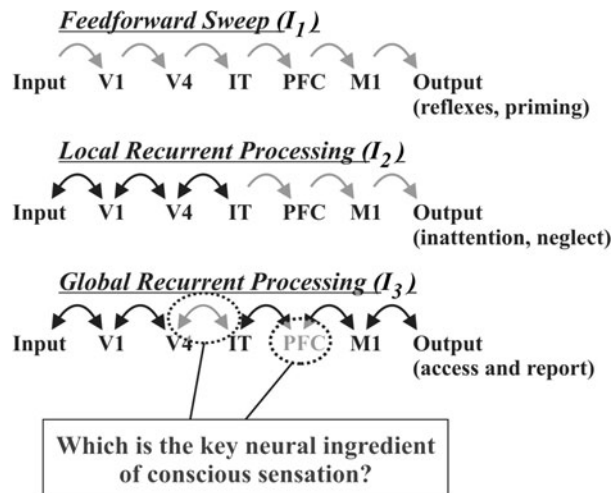 Feedforward Sweep (I1)
Input V1 V4 IT PFC M1 Output
(reflexes, priming)
Local Recurrent Processing (I2)
Input V1 V4 IT PFC M1 Output
(inattention, neglect)
Global Recurrent Processing (I3)
Input V1 V4 IT PFC M1 Output
(access and report)
Which is the key neural ingredient
of conscious sensation?